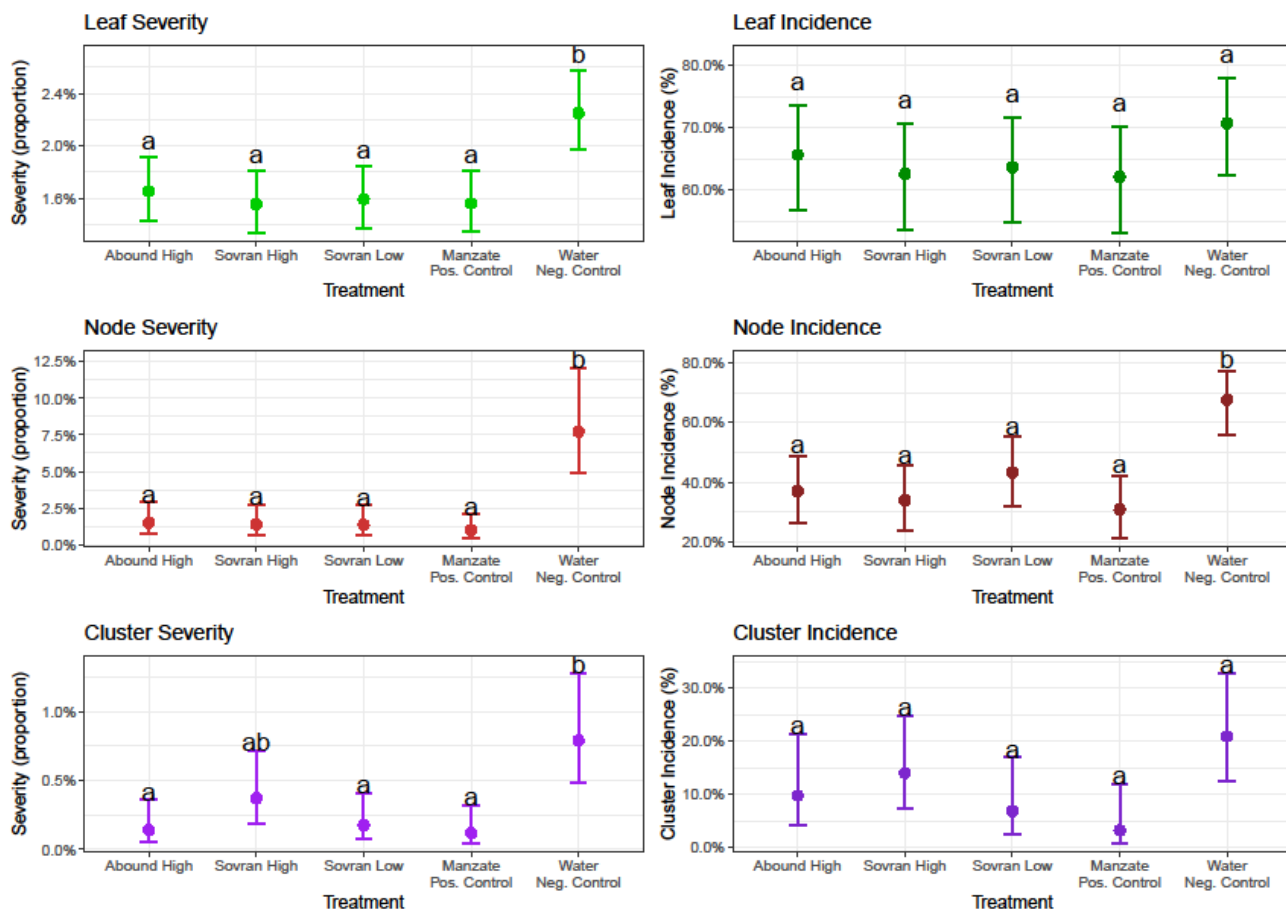 Leaf Severity
Severity (proportion)
2.4%
2.0%
1.6%
a
a
a
a
b
Abound High
Sovran High
Sovran Low
Manzate
Pos. Control
Water
Neg. Control
Treatment
Leaf Incidence
Leaf Incidence (%)
80.0%
70.0%
60.0%
a
a
a
a
a
Abound High
Sovran High
Sovran Low
Manzate
Pos. Control
Water
Neg. Control
Treatment
Node Severity
Severity (proportion)
12.5%
10.0%
7.5%
5.0%
2.5%
0.0%
a
a
a
a
b
Abound High
Sovran High
Sovran Low
Manzate
Pos. Control
Water
Neg. Control
Treatment
Node Incidence
Node Incidence (%)
80.0%
60.0%
40.0%
20.0%
a
a
a
a
b
Abound High
Sovran High
Sovran Low
Manzate
Pos. Control
Water
Neg. Control
Treatment
Cluster Severity
Severity (proportion)
1.0%
0.5%
0.0%
a
ab
a
a
b
Abound High
Sovran High
Sovran Low
Manzate
Pos. Control
Water
Neg. Control
Treatment
Cluster Incidence
Cluster Incidence (%)
30.0%
20.0%
10.0%
0.0%
a
a
a
a
a
Abound High
Sovran High
Sovran Low
Manzate
Pos. Control
Water
Neg. Control
Treatment